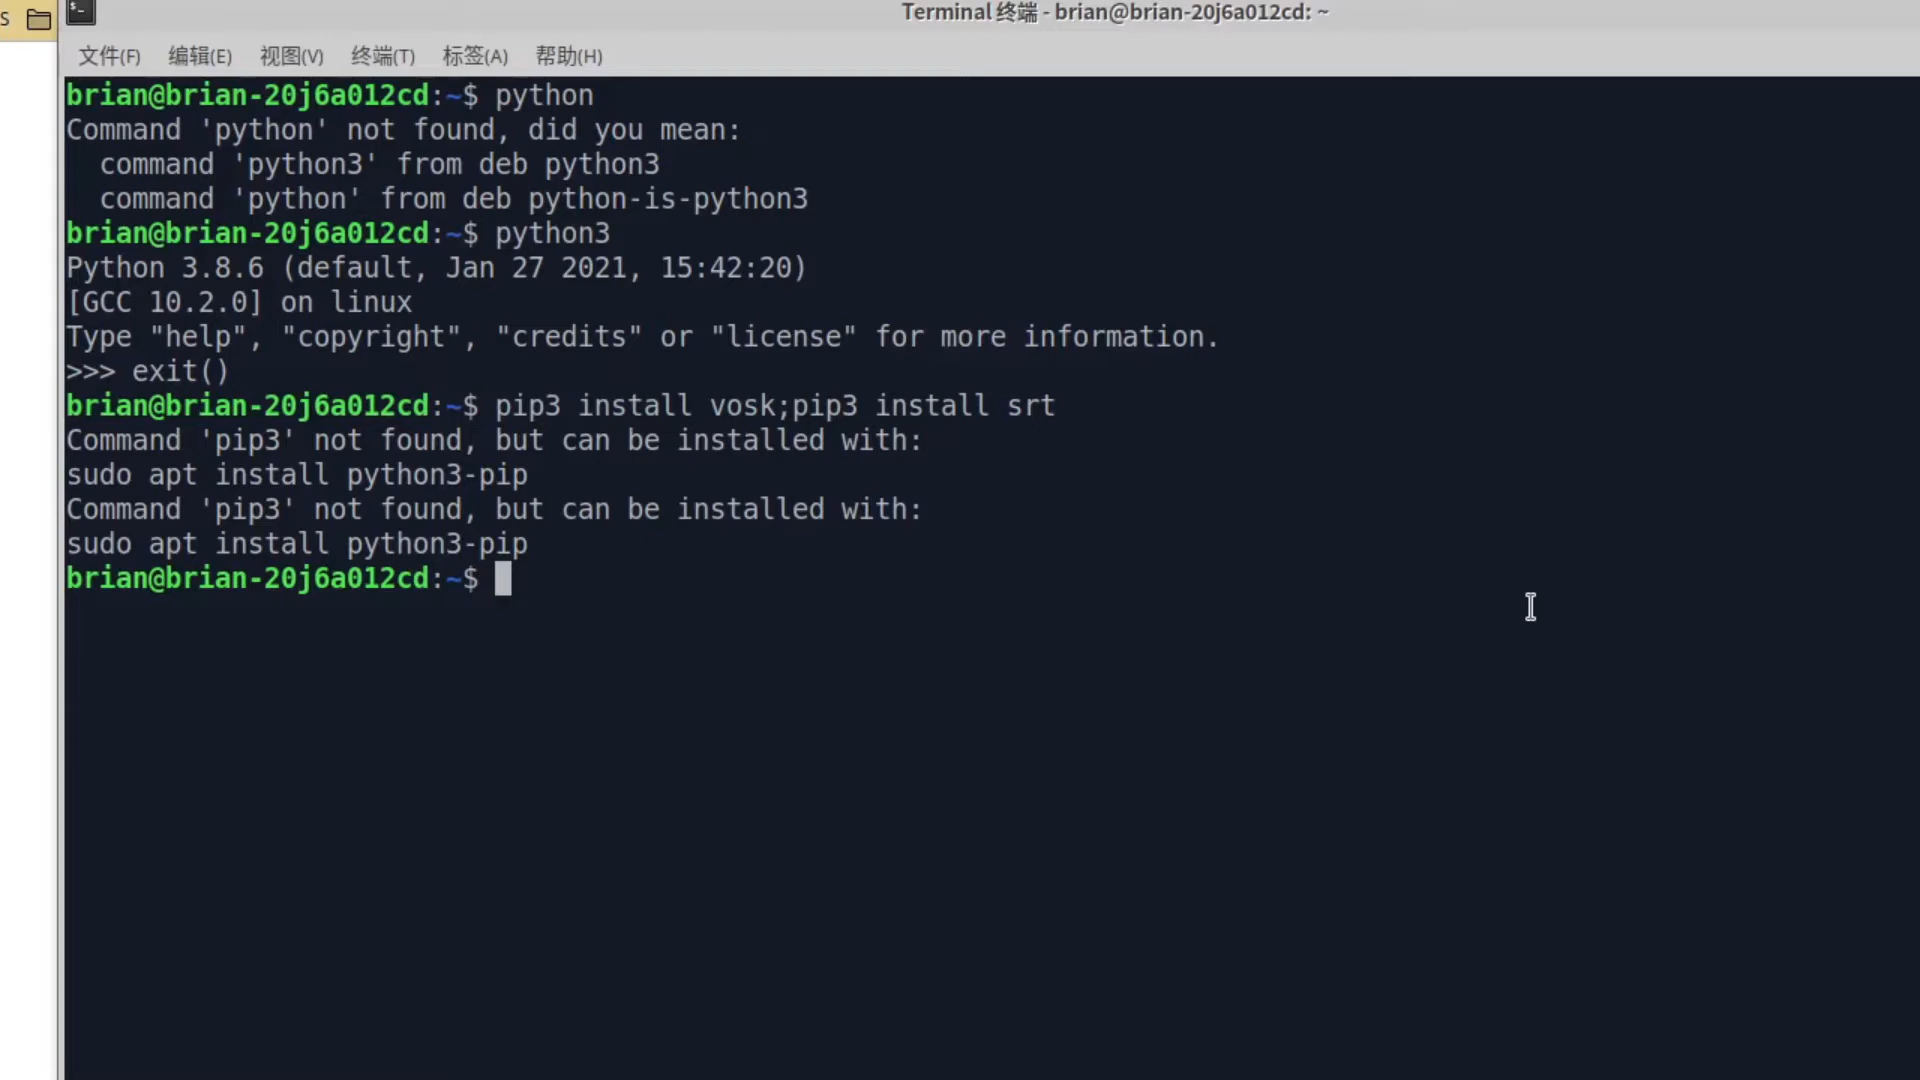 S
Terminal 终端 - brian@brian-20j6a012cd: ~
文件(F) 编辑(E) 视图(V) 终端(T) 标签(A) 帮助(H)
brian@brian-20j6a012cd:~$ python
Command 'python' not found, did you mean:
  command 'python3' from deb python3
  command 'python' from deb python-is-python3
brian@brian-20j6a012cd:~$ python3
Python 3.8.6 (default, Jan 27 2021, 15:42:20)
[GCC 10.2.0] on linux
Type "help", "copyright", "credits" or "license" for more information.
>>> exit()
brian@brian-20j6a012cd:~$ pip3 install vosk;pip3 install srt
Command 'pip3' not found, but can be installed with:
sudo apt install python3-pip
Command 'pip3' not found, but can be installed with:
sudo apt install python3-pip
brian@brian-20j6a012cd:~$